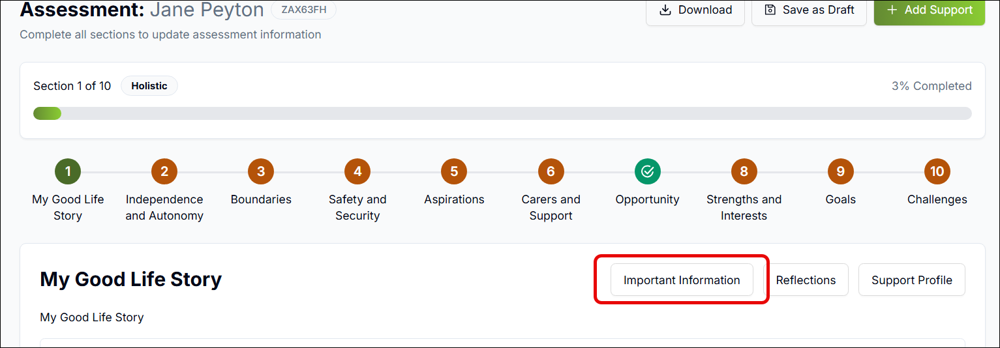 Assessment: Jane Peyton ZAX63FH Download Save as Draft Add Support
Complete all sections to update assessment information
Section 1 of 10 Holistic 3% Completed
1 2 3 4 5 6 8 9 10
My Good Life Story
Independence and Autonomy
Boundaries
Safety and Security
Aspirations
Carers and Support
Opportunity
Strengths and Interests
Goals
Challenges
My Good Life Story Important Information Reflections Support Profile
My Good Life Story